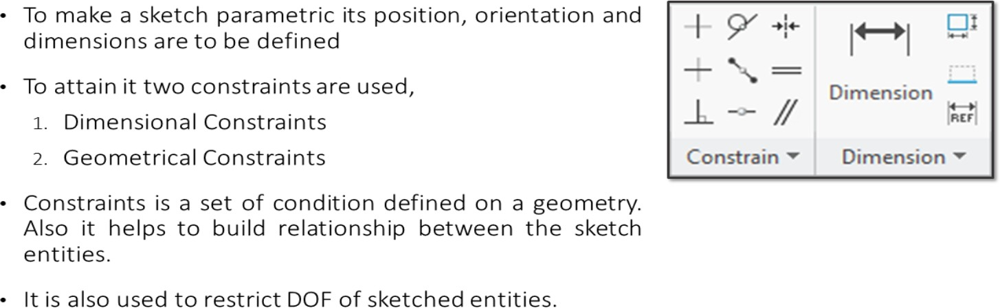 • To make a sketch parametric its position, orientation and
dimensions are to be defined
• To attain it two constraints are used,
1. Dimensional Constraints
2. Geometrical Constraints
• Constraints is a set of condition defined on a geometry.
Also it helps to build relationship between the sketch
entities.
• It is also used to restrict DOF of sketched entities.
Dimension
REF
Constrain
Dimension